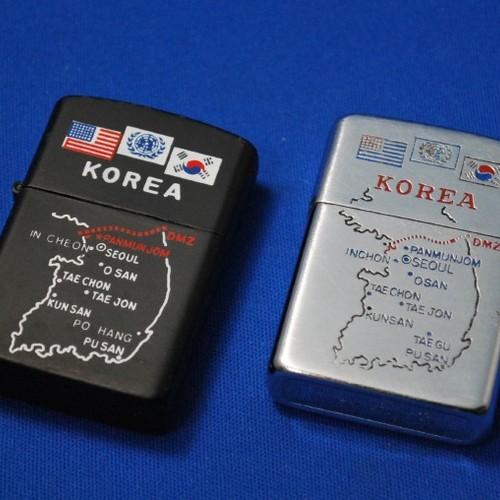 KOREA
DMZ
PANMUNJOM
IN CHEON SEOUL
O SAN
TAE CHON
TAE JON
KUN SAN
PO HANG
PU SAN
KOREA
DMZ
PANMUNJOM
INCHON SEOUL
OSAN
TAE CHON
TAE JON
KUNSAN
TAE GU
PU SAN